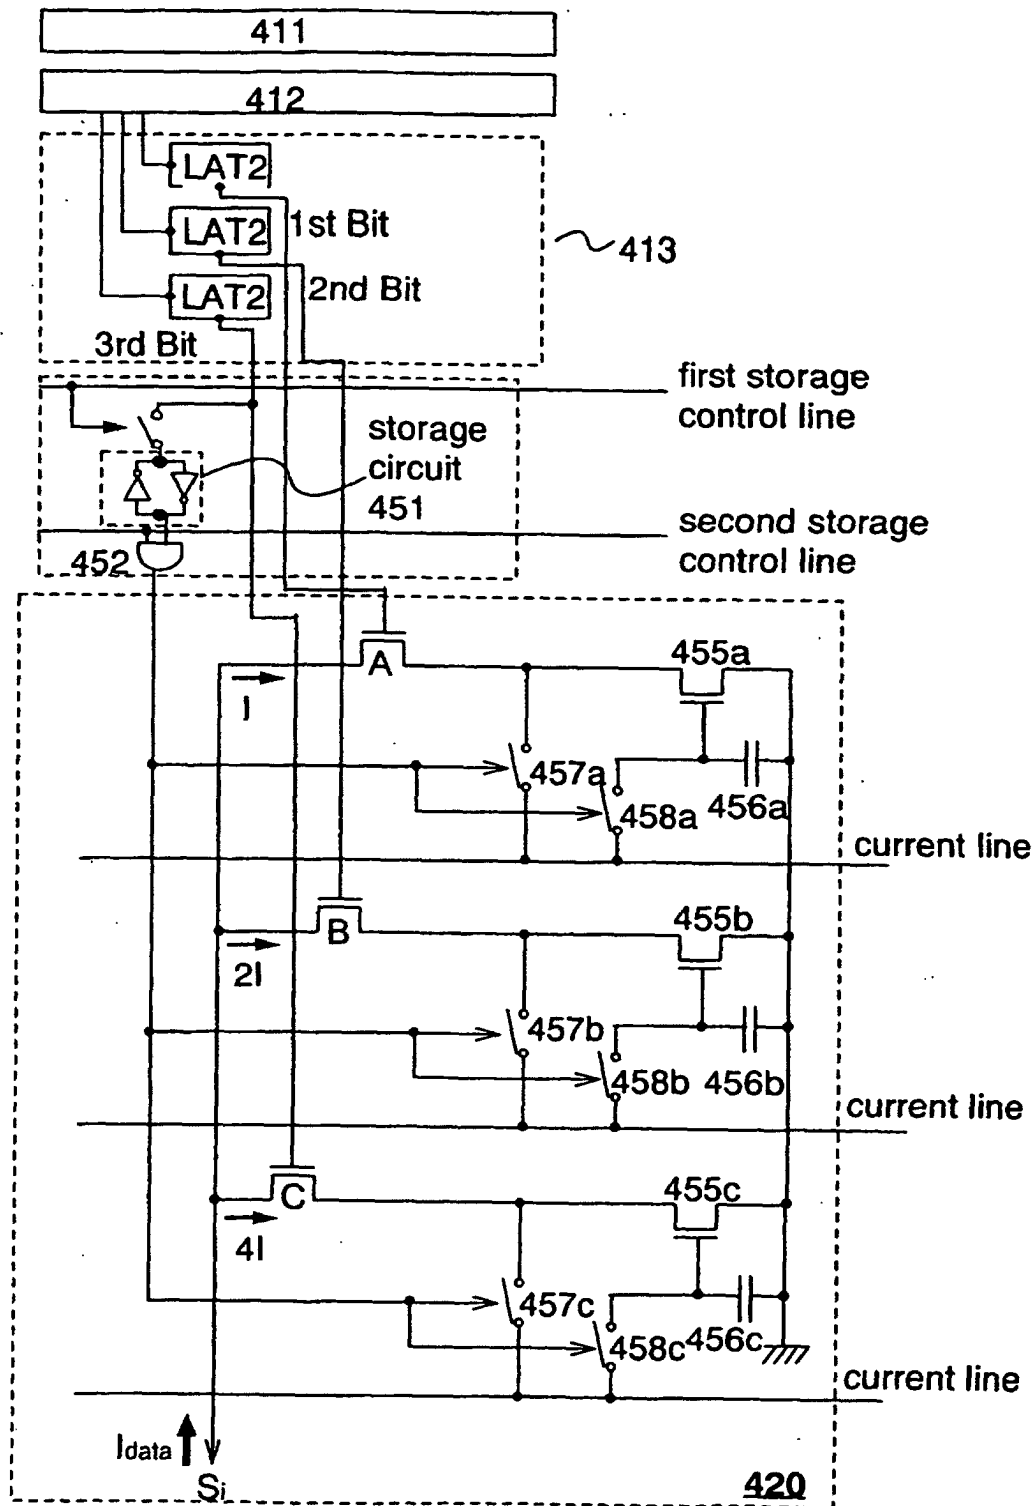 411
412
LAT2
1st Bit
LAT2
413
2nd Bit
LAT2
3rd Bit
first storage
control line
storage
circuit
451
second storage
control line
452
A
455a
I
457a
458a
456a
current line
B
455b
2I
457b
458b
456b
current line
C
455c
4I
457c
458c
456c
current line
Idata
Si
420